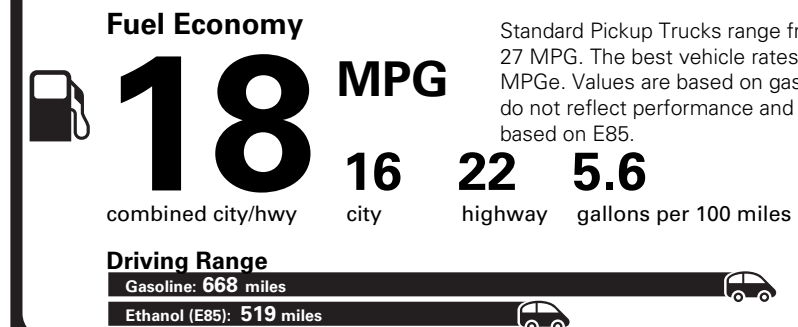 Fuel Economy
18 MPG
Standard Pickup Trucks range
27 MPG. The best vehicle rates
MPGe. Values are based on
do not reflect performance and
based on E85.
16 22 5.6
combined city/hwy city highway gallons per 100 miles
Driving Range
Gasoline: 668 miles
Ethanol (E85): 519 miles